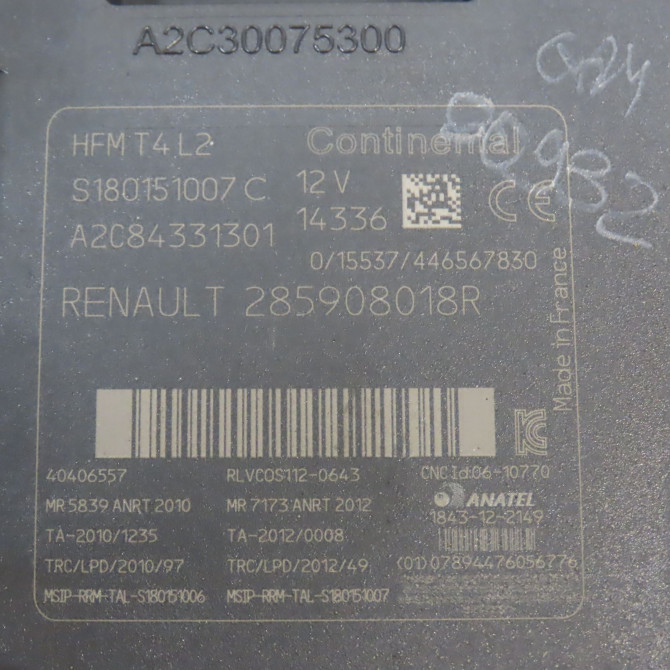 A2C30075300
HFM T4 L2 Continental
S180151007 C 12 V
A2C84331301 14336 CE
0/15537/446567830
RENAULT 285908018R
Made in France
40406557 RLVCOS112-0643 CNC Id:06-10770
MR 5839 ANRT 2010 MR 7173 ANRT 2012 ANATEL
1843-12-2149
TA-2010/1235 TA-2012/0008
TRC/LPD/2010/97 TRC/LPD/2012/49 (01)07894476056776
MSIP-RRM-TAL-S180151006 MSIP-RRM-TAL-S180151007